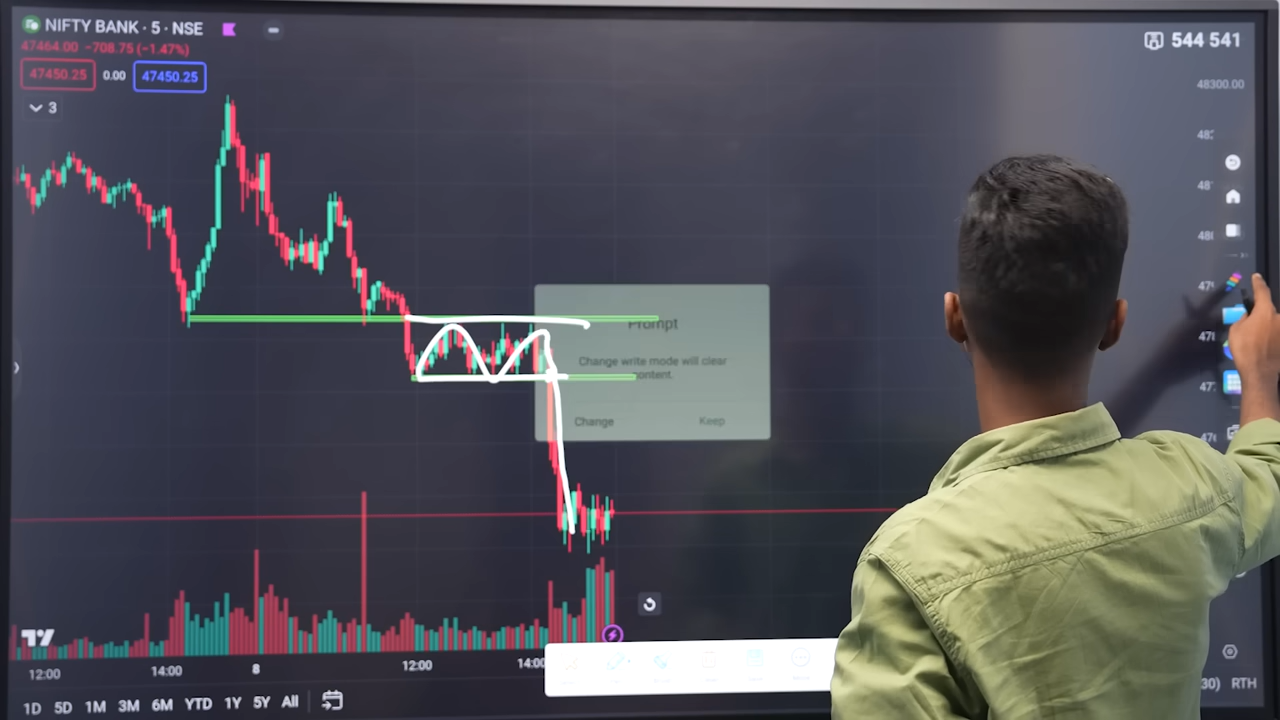 NIFTY BANK · 5 · NSE
47464.00 −708.75 (−1.47%)
47450.25 0.00 47450.25
3
544 541
48300.00
Prompt
Change write mode will clear
content.
Change Keep
12:00 14:00 8 12:00 14:00
1D 5D 1M 3M 6M YTD 1Y 5Y All
RTH